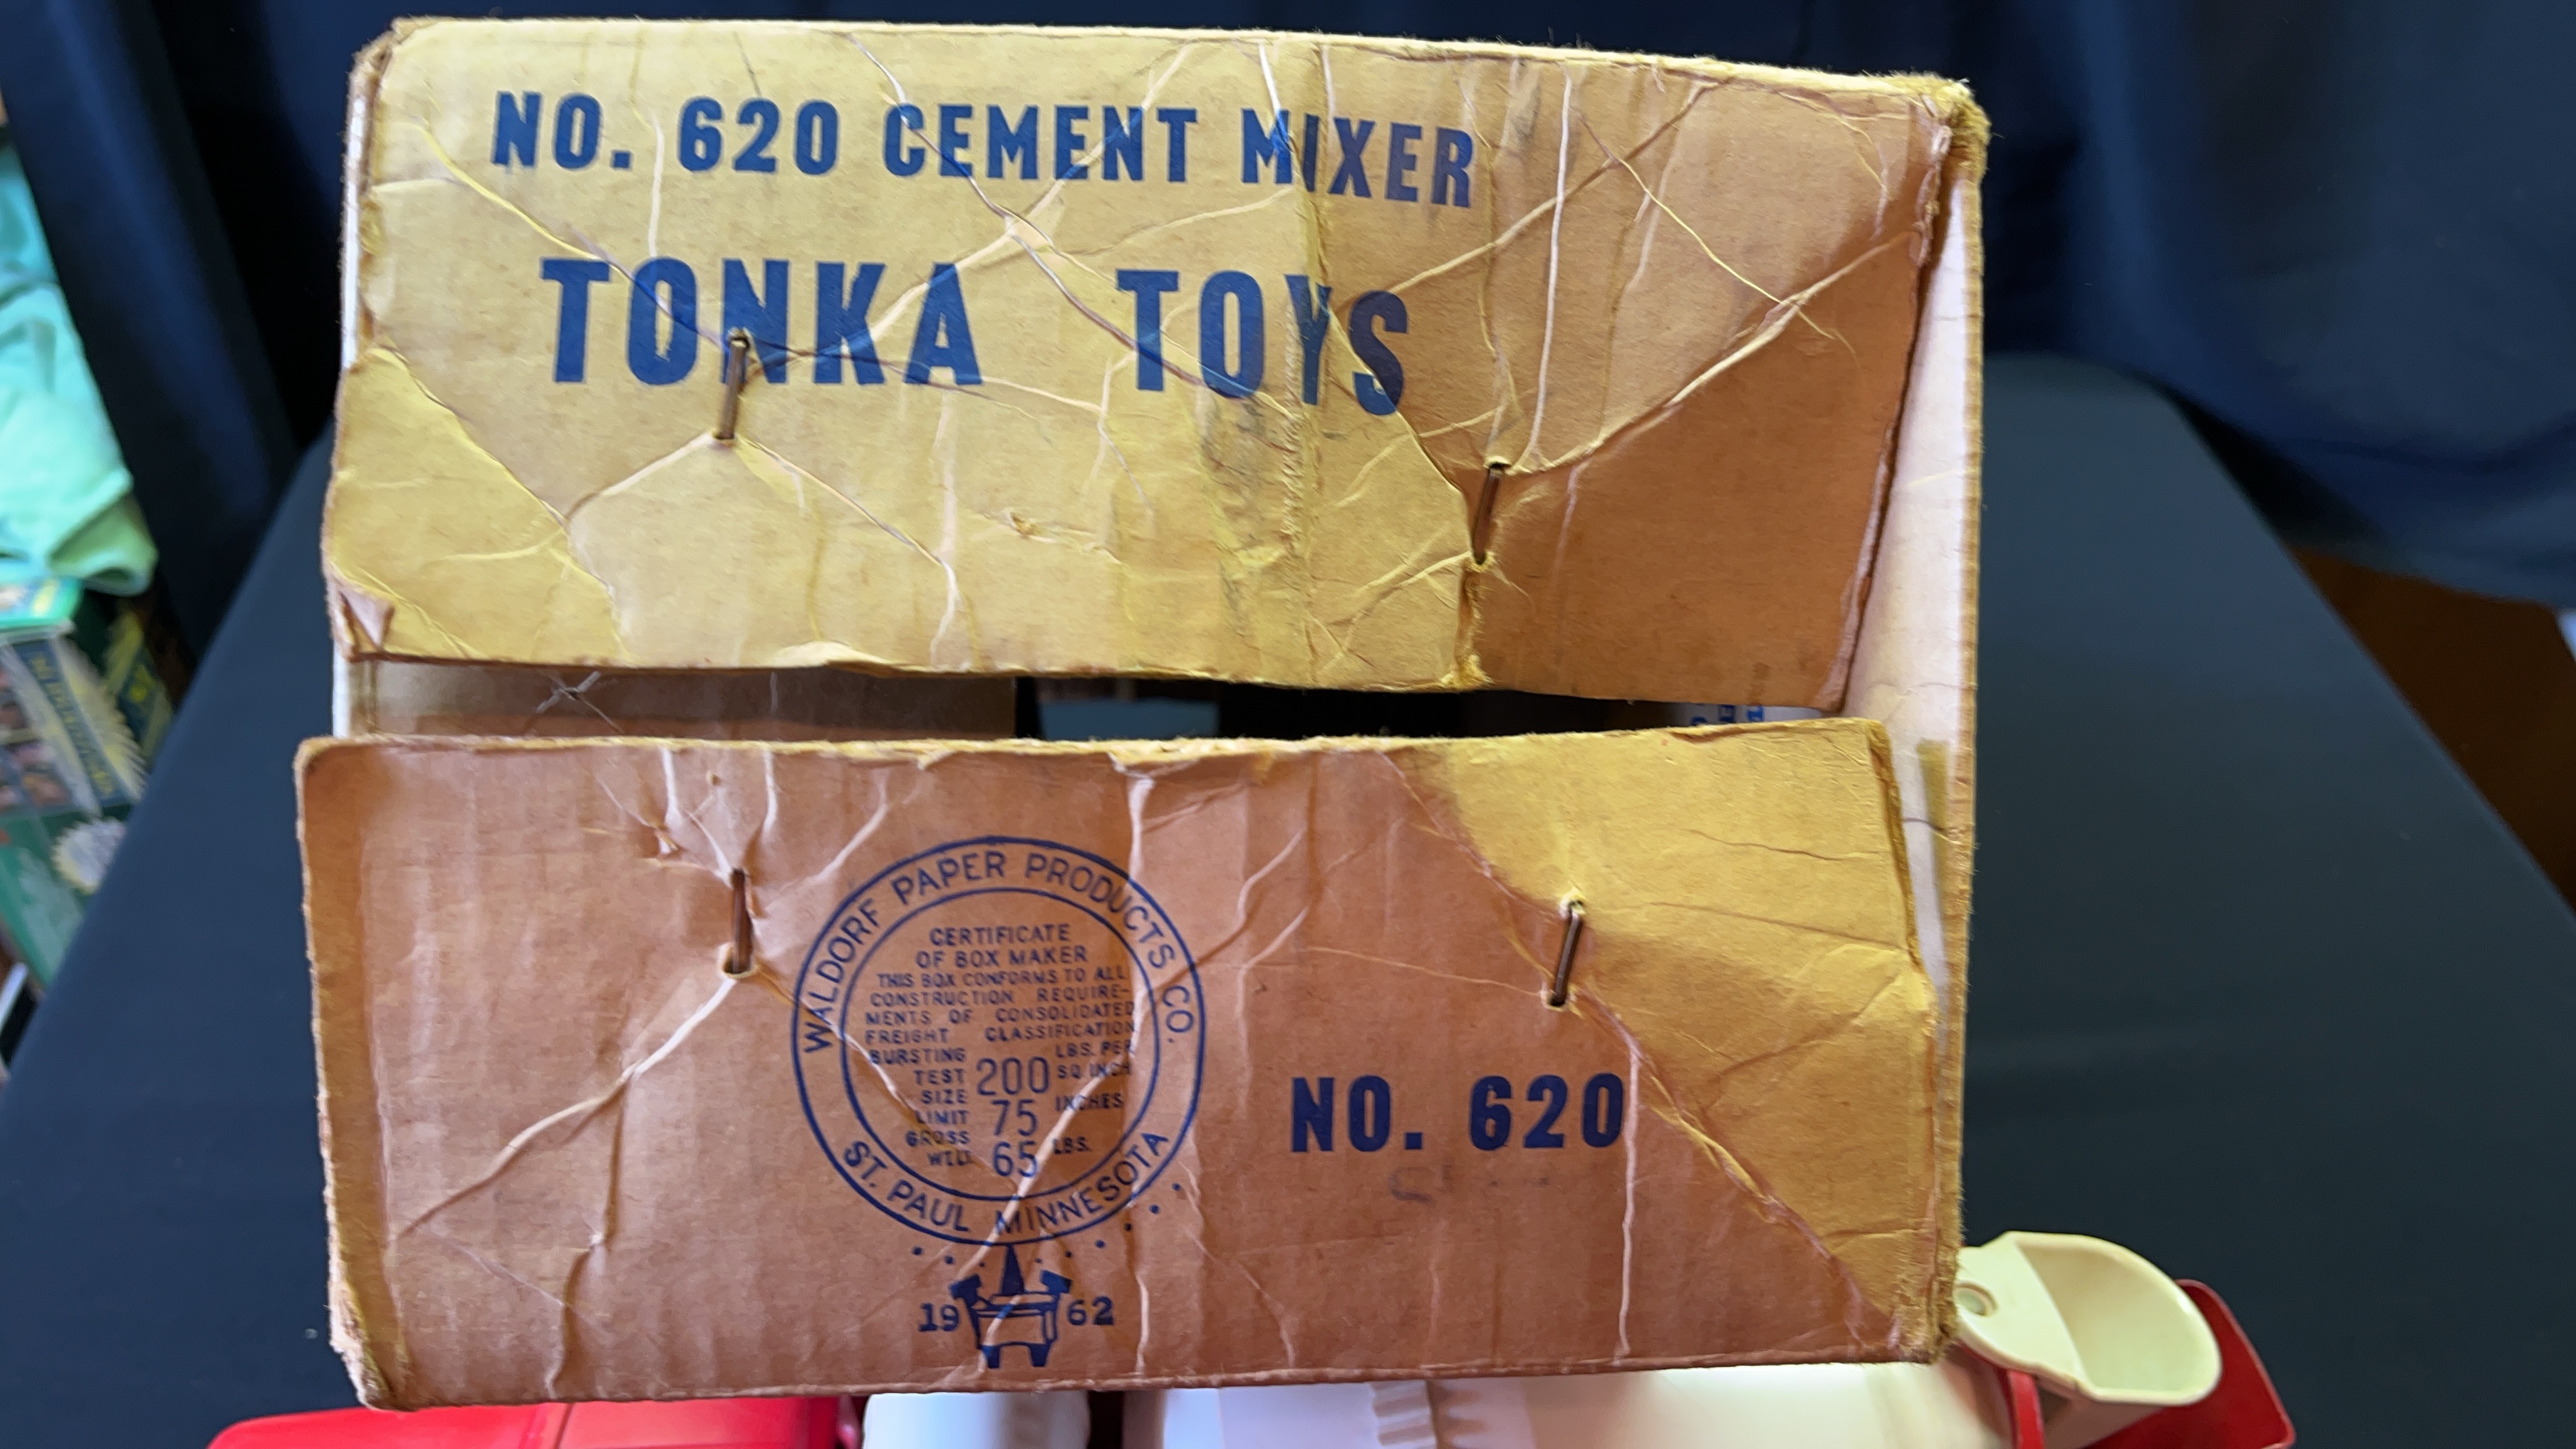 NO. 620 CEMENT MIXER
TONKA TOYS
WALDORF PAPER PRODUCTS CO.
CERTIFICATE
OF BOX MAKER
THIS BOX CONFORMS TO ALL
CONSTRUCTION REQUIRE-
MENTS OF CONSOLIDATED
FREIGHT CLASSIFICATION
BURSTING TEST 200 LBS. PER SQ INCH
SIZE LIMIT 75 INCHES
GROSS WT. 65 LBS.
ST. PAUL MINNESOTA
1962
NO. 620